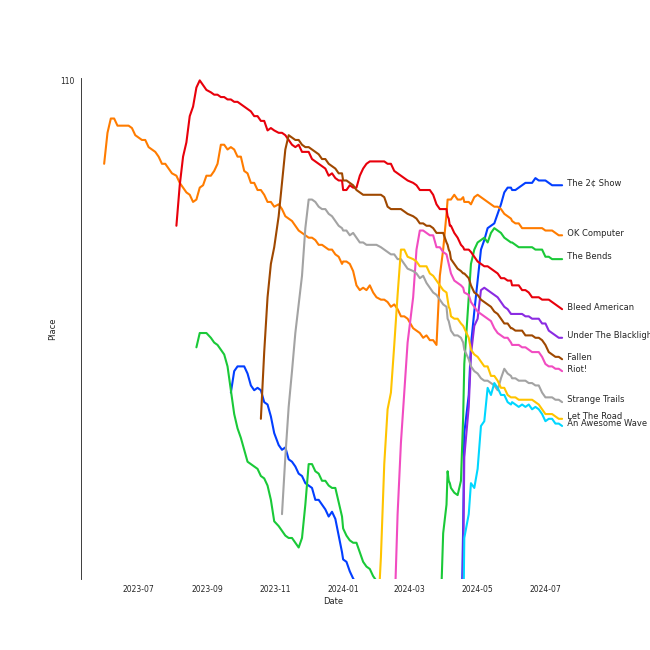 110
The 2¢ Show
OK Computer
The Bends
Bleed American
Under The Blackligh
Fallen
Riot!
Strange Trails
Let The Road
An Awesome Wave
Place
2023-07
2023-09
2023-11
2024-01
2024-03
2024-05
2024-07
Date